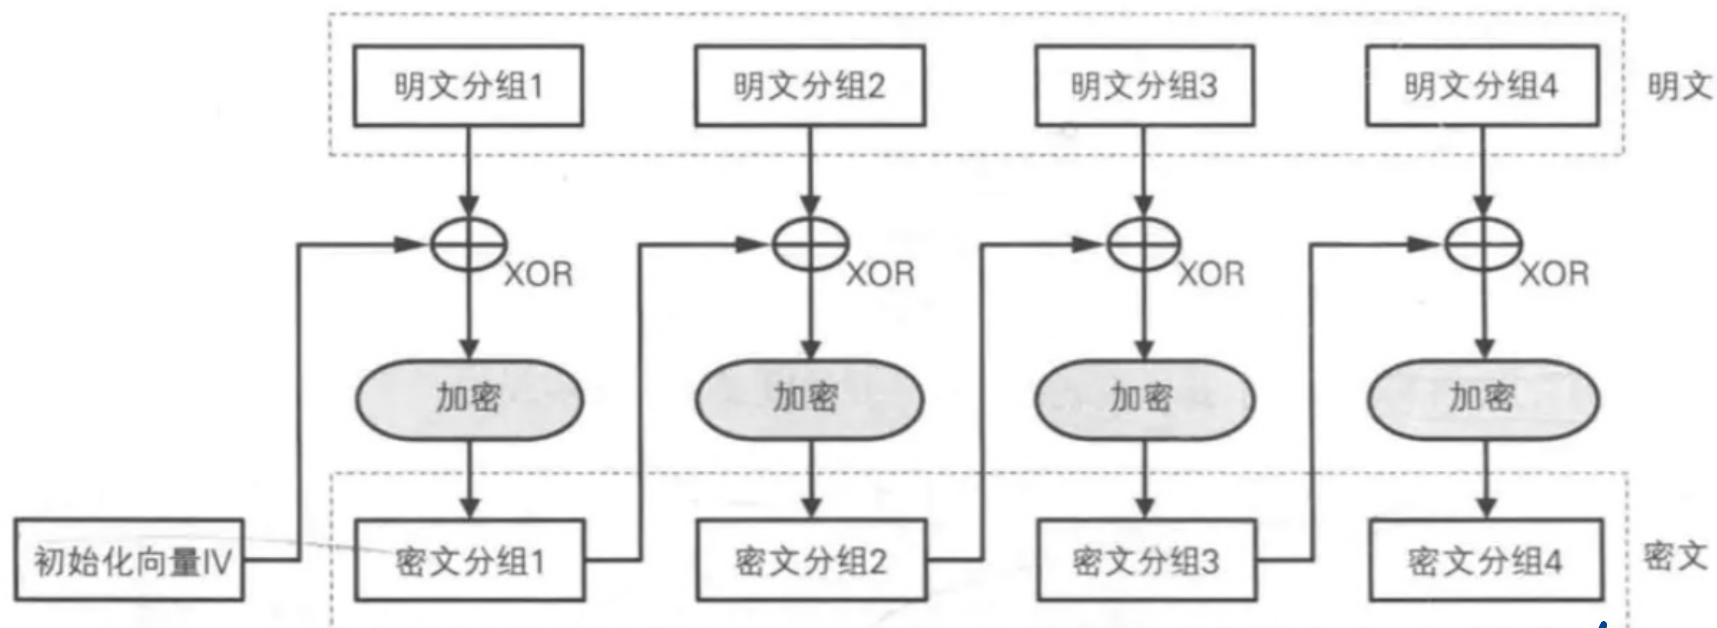 明文分组1 明文分组2 明文分组3 明文分组4 明文
XOR XOR XOR XOR
加密 加密 加密 加密
初始化向量IV 密文分组1 密文分组2 密文分组3 密文分组4 密文